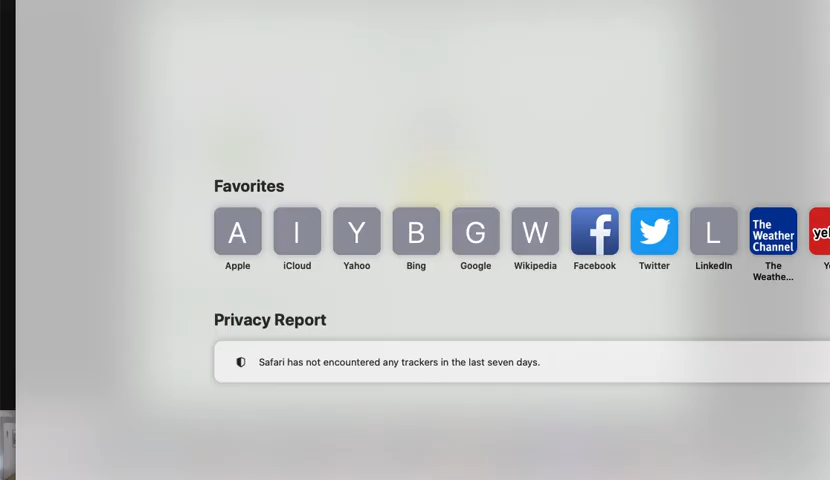 Favorites
A I Y B G W f L The Weather Channel
Apple iCloud Yahoo Bing Google Wikipedia Facebook Twitter LinkedIn The Weathe...
Privacy Report
Safari has not encountered any trackers in the last seven days.